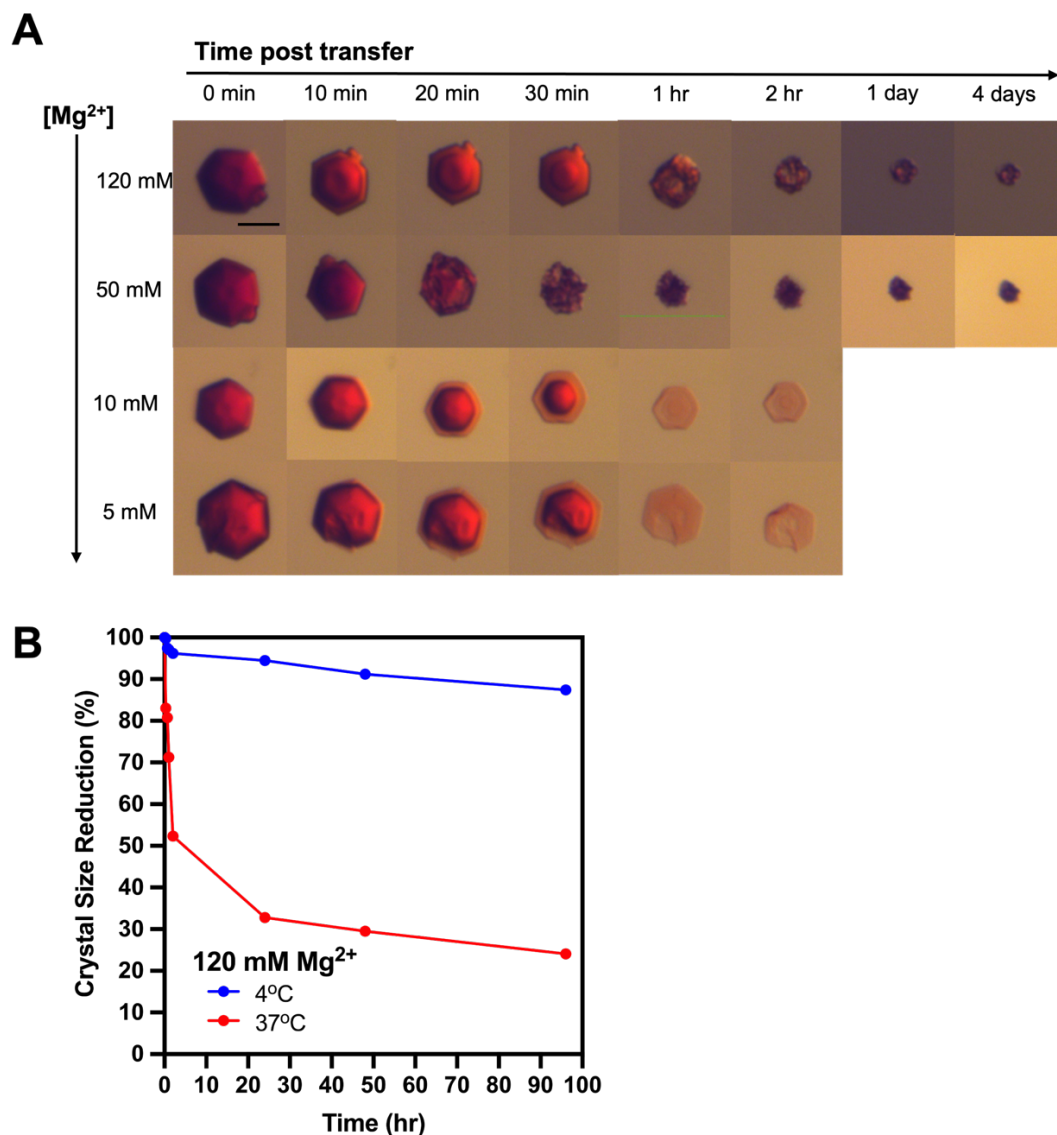 A
Time post transfer
0 min 10 min 20 min 30 min 1 hr 2 hr 1 day 4 days
[Mg²⁺]
120 mM
50 mM
10 mM
5 mM
B
100
90
80
70
60
50
40
30
20
10
0
Crystal Size Reduction (%)
120 mM Mg²⁺
4ºC
37ºC
0 10 20 30 40 50 60 70 80 90 100
Time (hr)